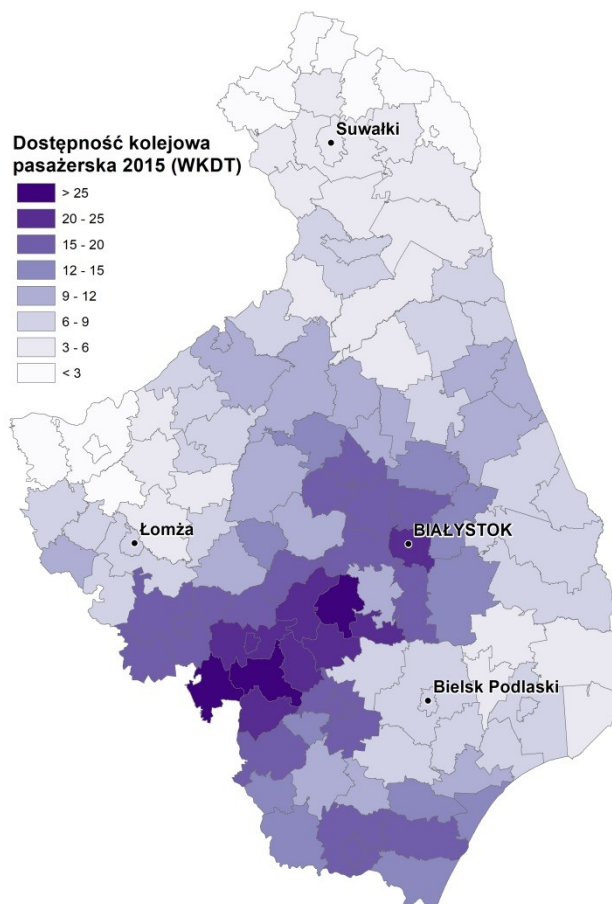 Suwałki
Dostępność kolejowa
pasażerska 2015 (WKDT)
> 25
20 - 25
15 - 20
12 - 15
9 - 12
6 - 9
3 - 6
< 3
Łomża
BIAŁYSTOK
Bielsk Podlaski